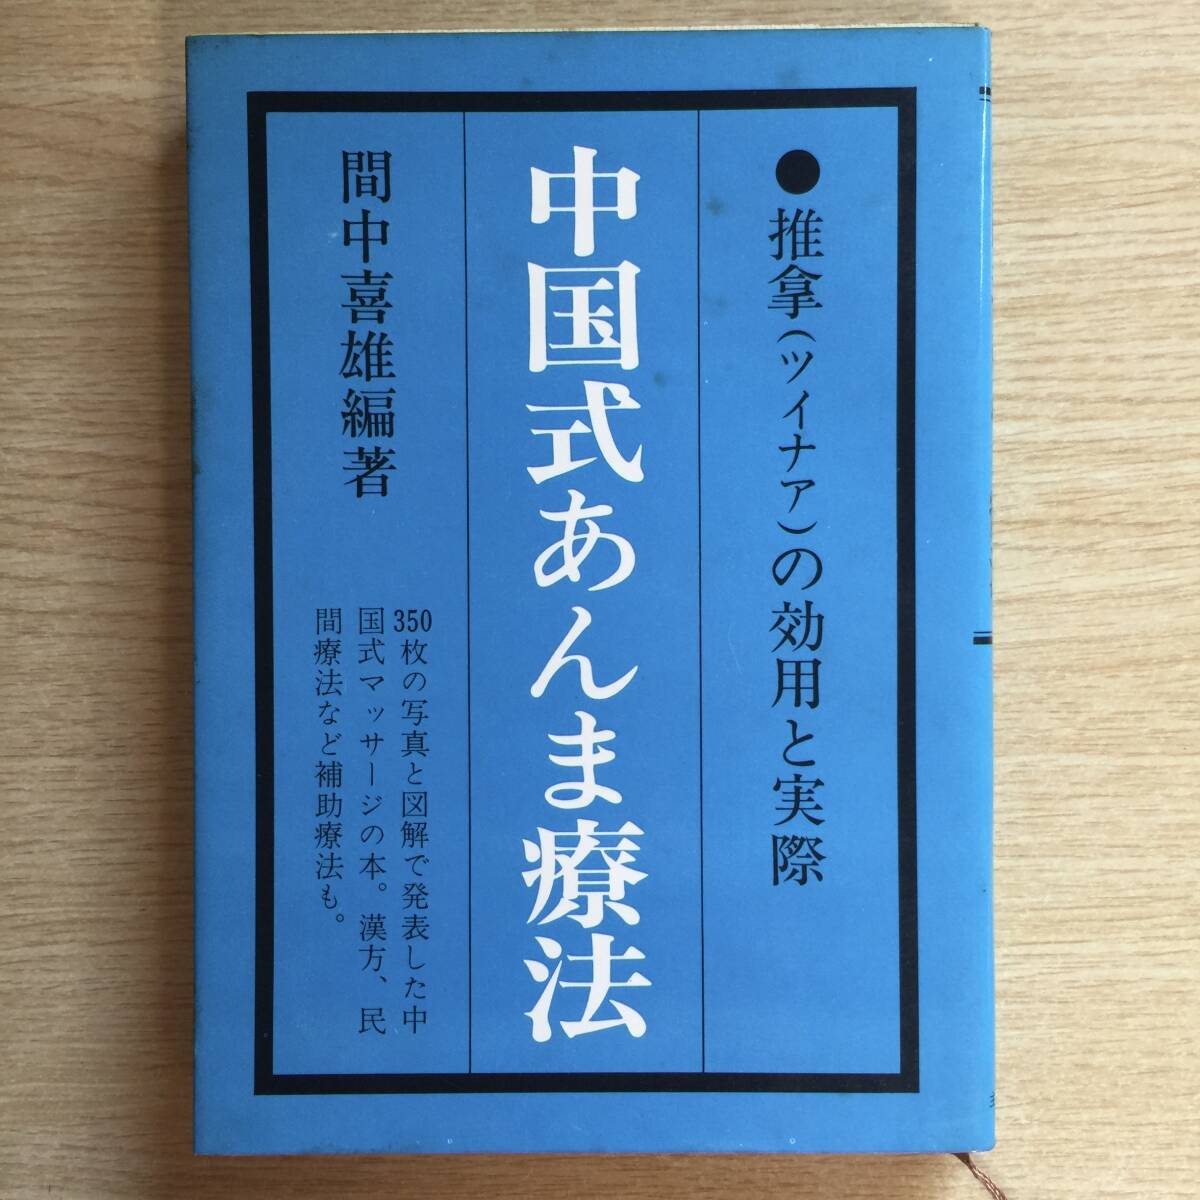 ●推拿(ツイナア)の効用と実際
中国式あんま療法
間中喜雄編著
350枚の写真と図解で発表した中
国式マッサージの本。漢方、民
間療法など補助療法も。